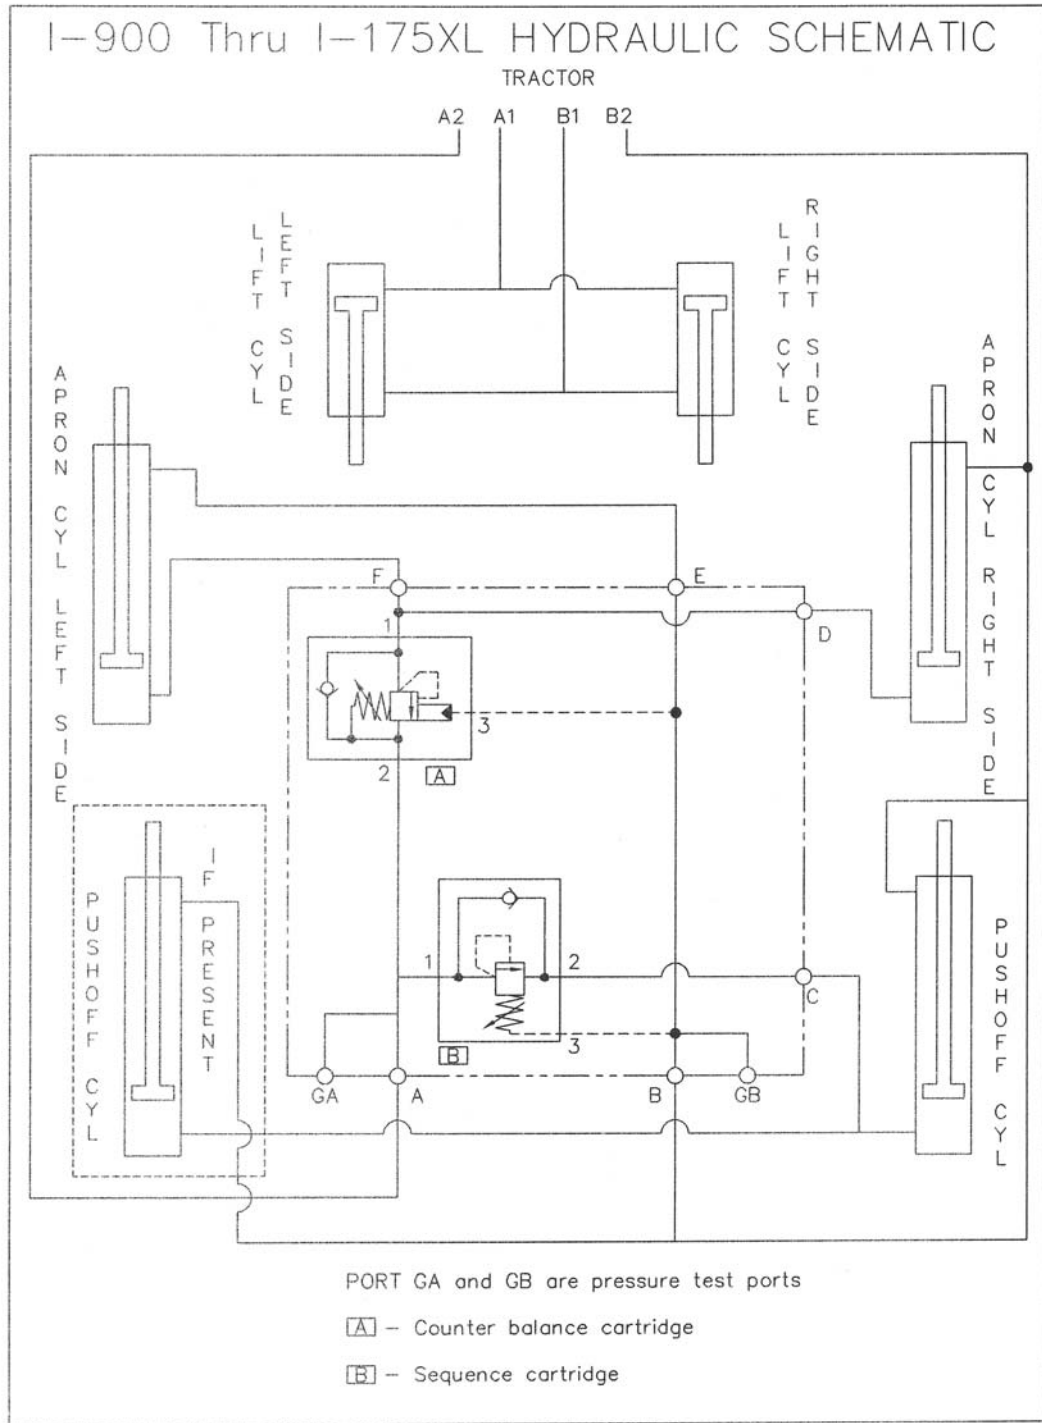 I-900 Thru I-175XL HYDRAULIC SCHEMATIC
TRACTOR
A2 A1 B1 B2
LEFT SIDE
LIFT CYL
RIGHT SIDE
LIFT CYL
APRON CYL LEFT SIDE
APRON CYL RIGHT SIDE
F
E
1
D
3
2
A
IF PRESENT
PUSHOFF CYL
1
2
C
3
B
PUSHOFF CYL
GA
A
B
GB
PORT GA and GB are pressure test ports
A - Counter balance cartridge
B - Sequence cartridge